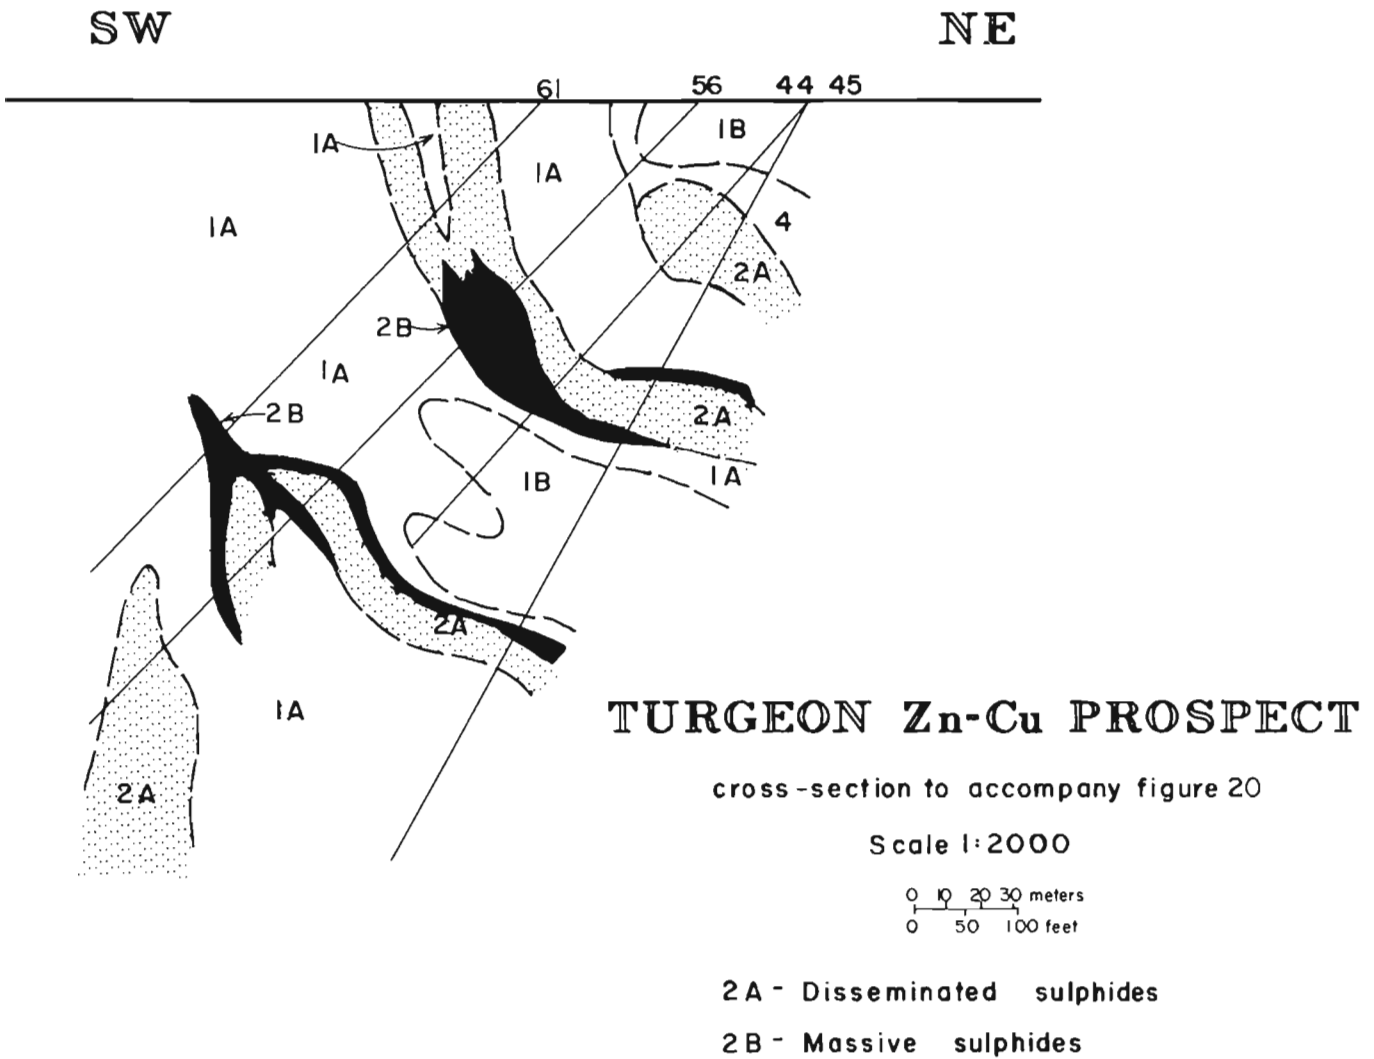 SW NE
61 56 44 45
1B
1A
1A
4
1A
2A
2B
1A
2B
2A
1A
1B
2A
1A
2A
TURGEON Zn-Cu PROSPECT
cross-section to accompany figure 20
Scale 1:2000
0 10 20 30 meters
0 50 100 feet
2A - Disseminated sulphides
2B - Massive sulphides